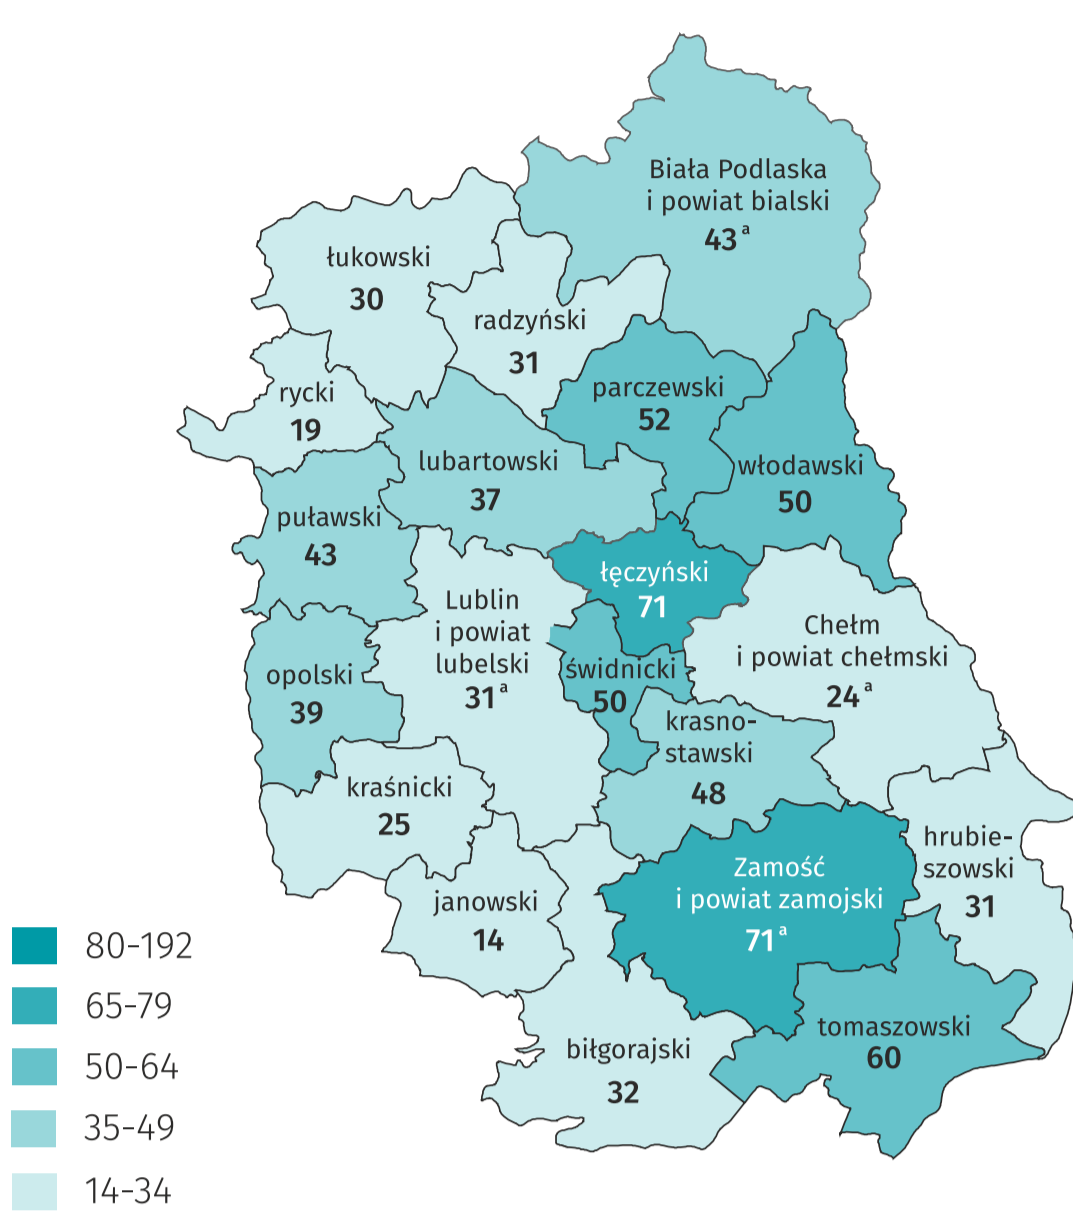 Biała Podlaska
i powiat bialski
43 a
łukowski
30
radzyński
31
parczewski
52
rycki
19
lubartowski
37
włodawski
50
puławski
43
łęczyński
71
Lublin
i powiat
lubelski
31 a
Chełm
i powiat chełmski
24 a
świdnicki
50
opolski
39
krasno-
stawski
48
kraśnicki
25
hrubie-
szowski
31
Zamość
i powiat zamojski
71 a
janowski
14
tomaszowski
60
biłgorajski
32
80-192
65-79
50-64
35-49
14-34